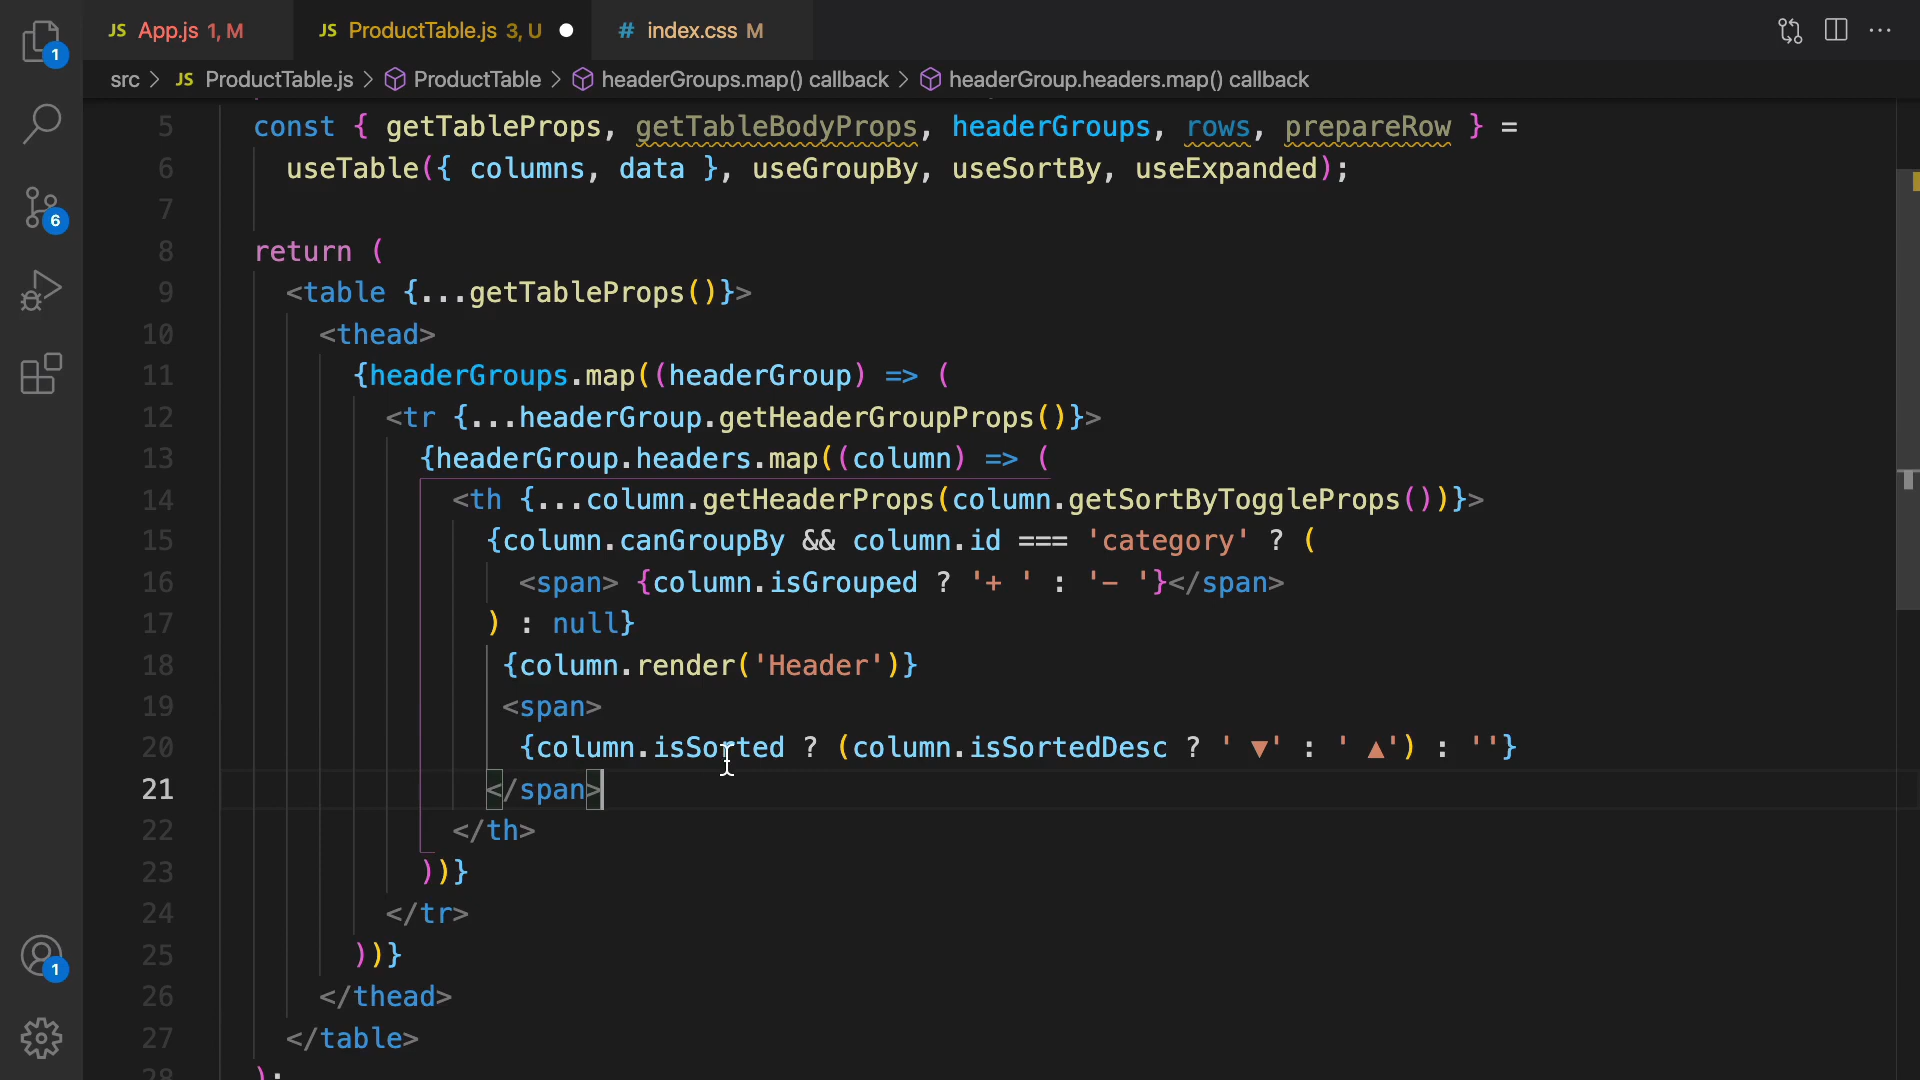 1
JS App.js 1, M
JS ProductTable.js 3, U
# index.css M
src > JS ProductTable.js > ProductTable > headerGroups.map() callback > headerGroup.headers.map() callback
5 const { getTableProps, getTableBodyProps, headerGroups, rows, prepareRow } =
6 useTable({ columns, data }, useGroupBy, useSortBy, useExpanded);
7
8 return (
9 <table {...getTableProps()}>
10 <thead>
11 {headerGroups.map((headerGroup) => (
12 <tr {...headerGroup.getHeaderGroupProps()}>
13 {headerGroup.headers.map((column) => (
14 <th {...column.getHeaderProps(column.getSortByToggleProps())}>
15 {column.canGroupBy && column.id === 'category' ? (
16 <span> {column.isGrouped ? '+ ' : '− '}</span>
17 ) : null}
18 {column.render('Header')}
19 <span>
20 {column.isSorted ? (column.isSortedDesc ? ' ▼' : ' ▲') : ''}
21 </span>
22 </th>
23 ))}
24 </tr>
25 ))}
26 </thead>
27 </table>
28 );
6
1